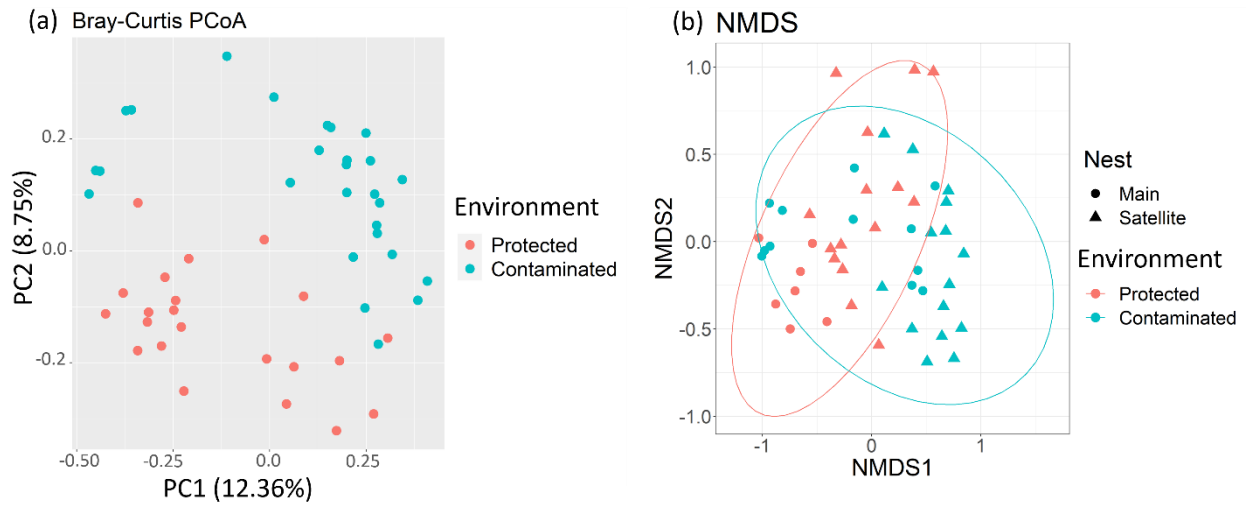 (a) Bray-Curtis PCoA
PC2 (8.75%)
0.2
0.0
-0.2
-0.50
-0.25
0.0
0.25
PC1 (12.36%)
Environment
Protected
Contaminated
(b) NMDS
NMDS2
1.0
0.5
0.0
-0.5
-1.0
-1
0
1
NMDS1
Nest
Main
Satellite
Environment
Protected
Contaminated